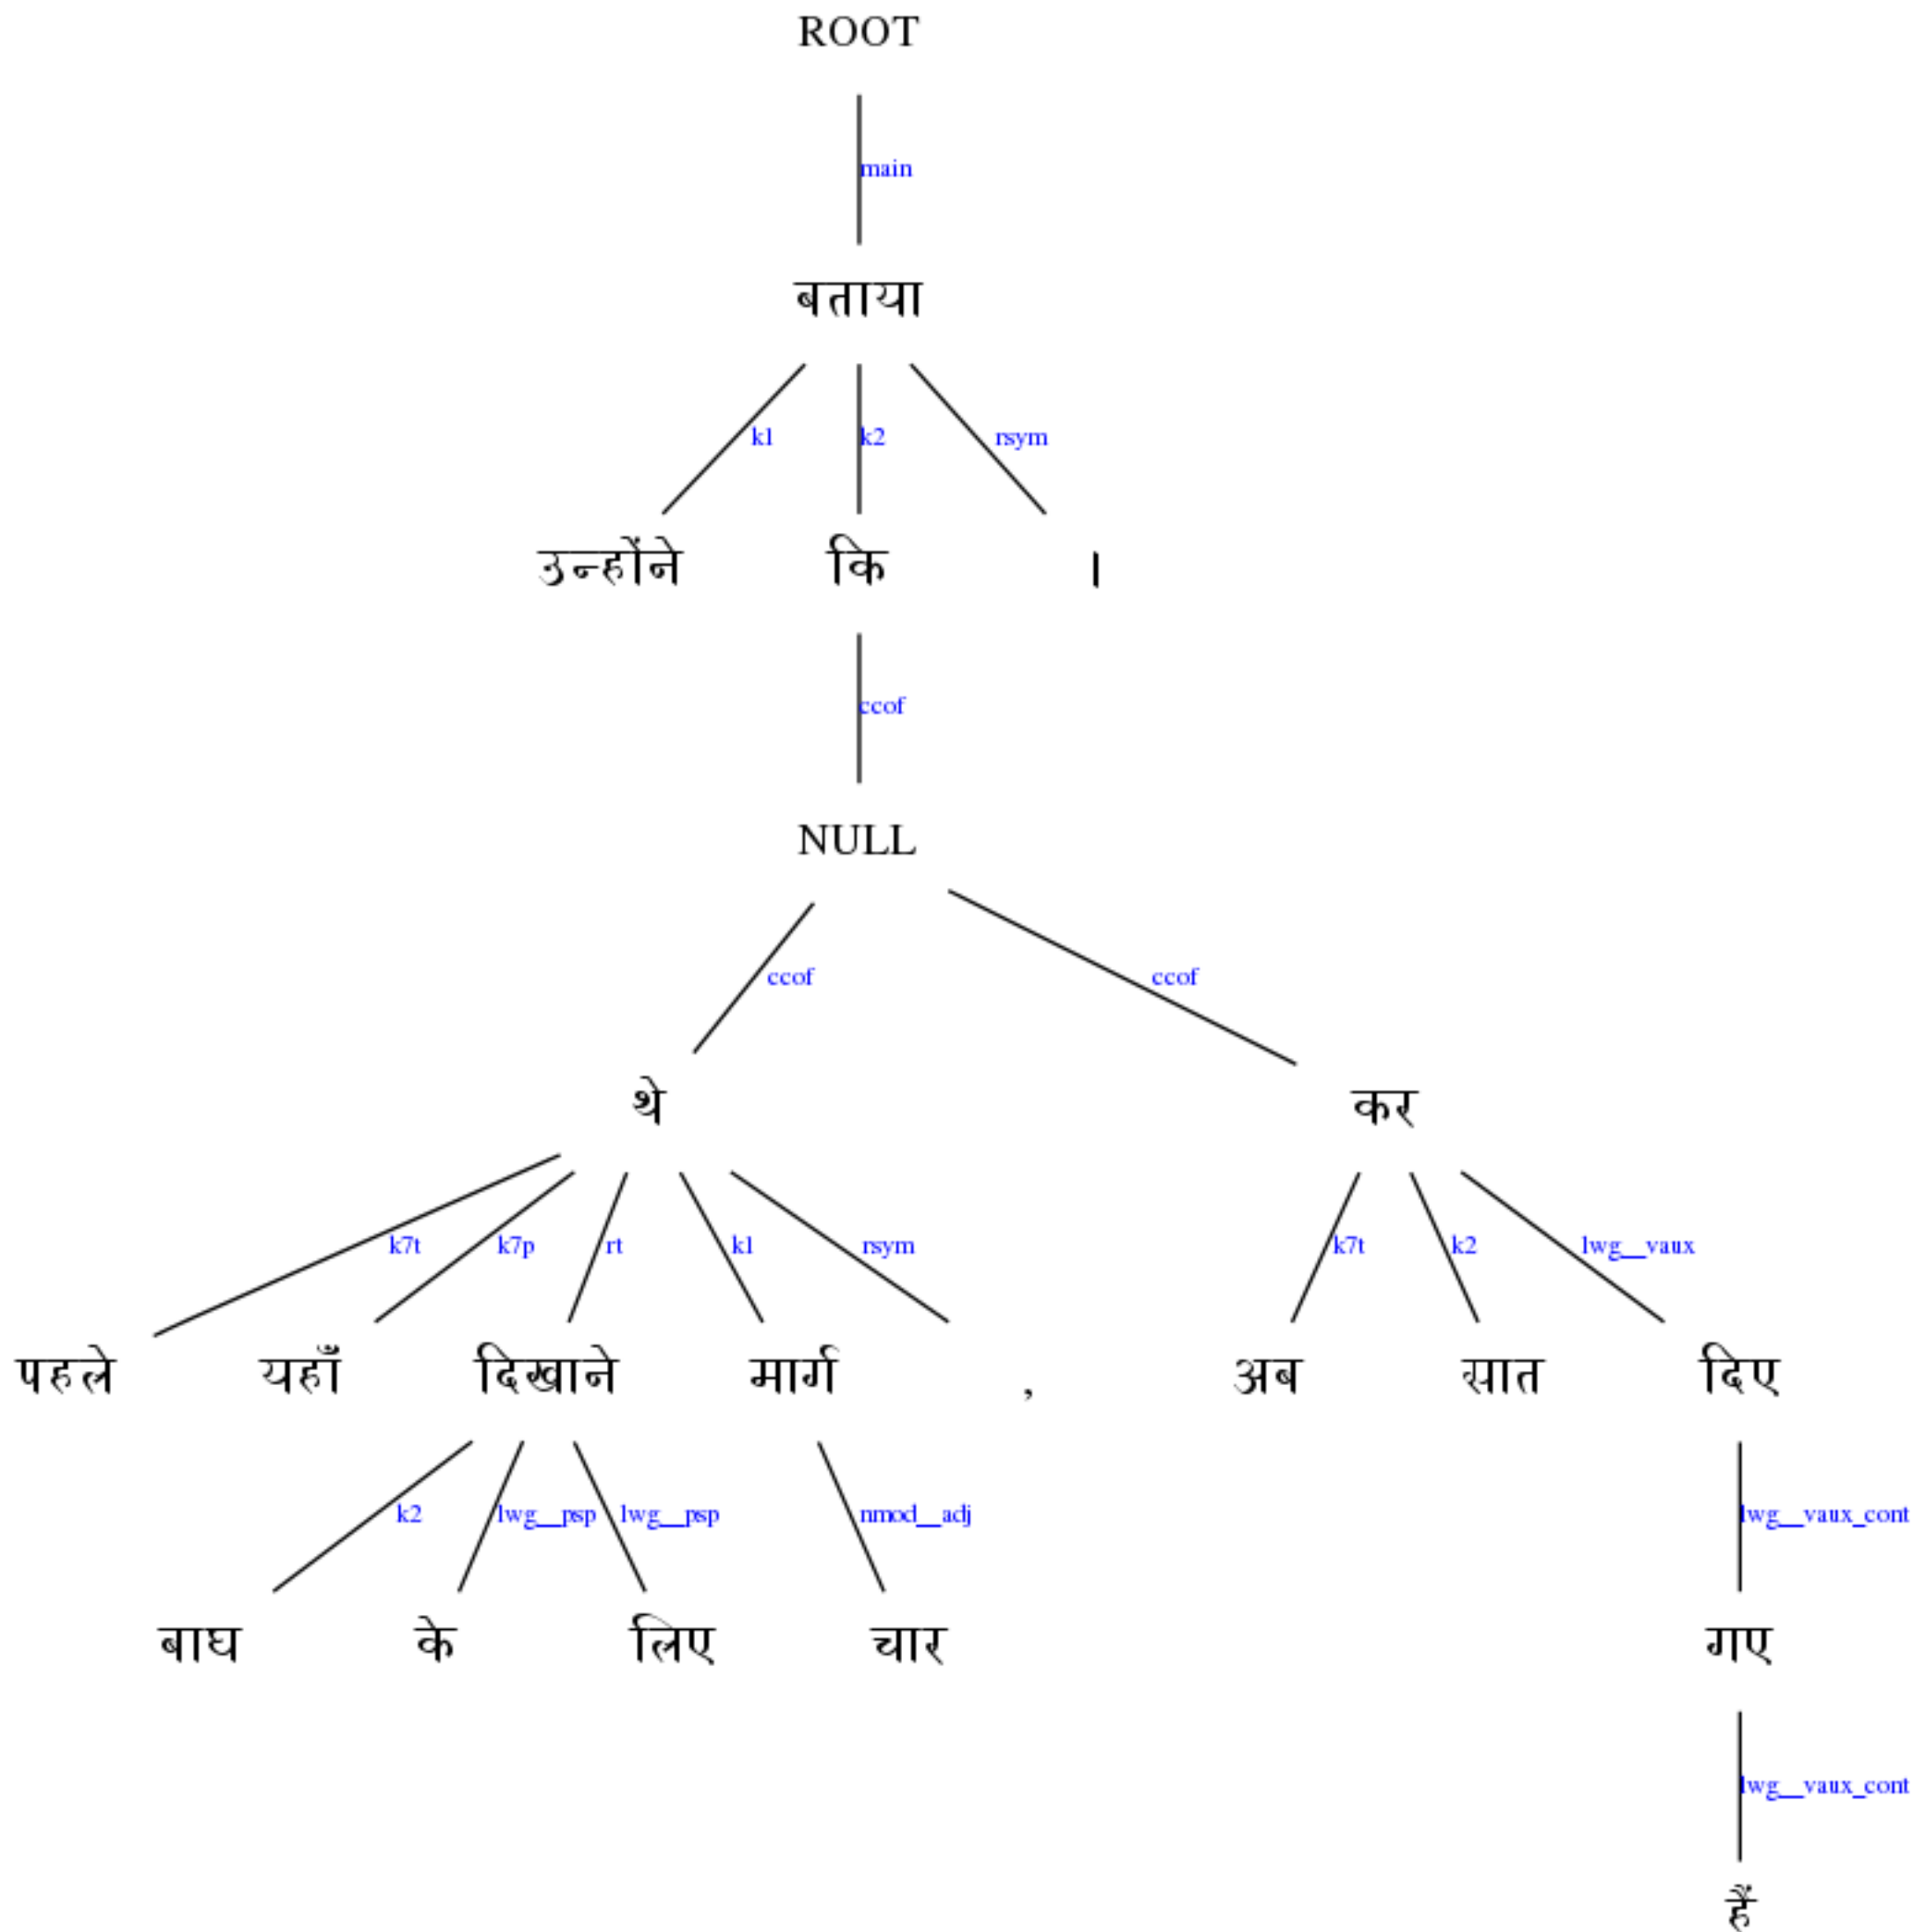 ROOT
main
बताया
k1 k2 rsym
उन्होंने कि ।
ccof
NULL
ccof ccof
थे कर
k7t k7p rt k1 rsym k7t k2 lwg__vaux
पहले यहाँ दिखाने मार्ग , अब सात दिए
k2 lwg__psp lwg__psp nmod__adj lwg__vaux_cont
बाघ के लिए चार गए
lwg__vaux_cont
हैं